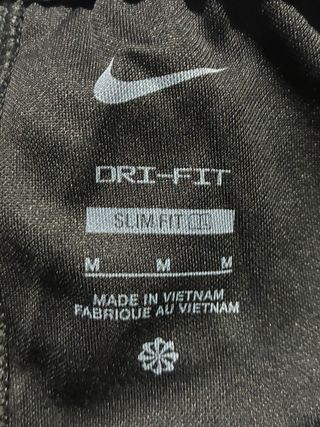 DRI-FIT
SLIM FIT
M M M
MADE IN VIETNAM
FABRIQUE AU VIETNAM